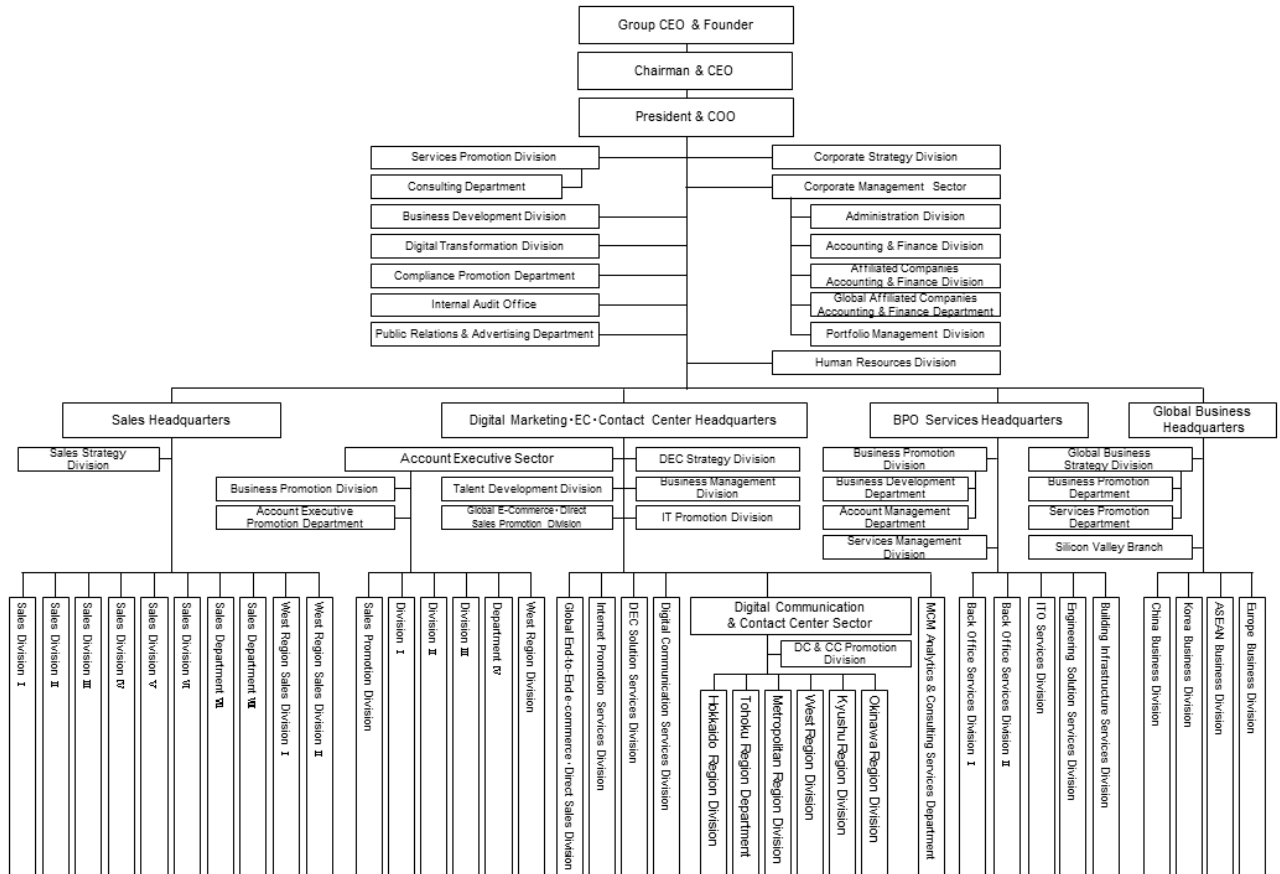 Group CEO & Founder
Chairman & CEO
President & COO
Services Promotion Division
Corporate Strategy Division
Consulting Department
Corporate Management Sector
Business Development Division
Administration Division
Digital Transformation Division
Accounting & Finance Division
Compliance Promotion Department
Affiliated Companies
Accounting & Finance Division
Internal Audit Office
Global Affiliated Companies
Accounting & Finance Department
Public Relations & Advertising Department
Portfolio Management Division
Human Resources Division
Sales Headquarters
Digital Marketing・EC・Contact Center Headquarters
BPO Services Headquarters
Global Business
Headquarters
Sales Strategy
Division
Account Executive Sector
DEC Strategy Division
Business Promotion
Division
Global Business
Strategy Division
Business Promotion Division
Talent Development Division
Business Management
Division
Business Development
Department
Business Promotion
Department
Account Executive
Promotion Department
Global E-Commerce・Direct
Sales Promotion Division
IT Promotion Division
Account Management
Department
Services Promotion
Department
Services Management
Division
Silicon Valley Branch
Sales Division Ⅰ
Sales Division Ⅱ
Sales Division Ⅲ
Sales Division Ⅳ
Sales Division Ⅴ
Sales Division Ⅵ
Sales Department Ⅶ
Sales Department Ⅷ
West Region Sales Division Ⅰ
West Region Sales Division Ⅱ
Sales Promotion Division
Division Ⅰ
Division Ⅱ
Division Ⅲ
Department Ⅳ
West Region Division
Global End-to-End e-commerce・Direct Sales Division
Internet Promotion Services Division
DEC Solution Services Division
Digital Communication Services Division
Digital Communication
& Contact Center Sector
DC & CC Promotion
Division
Hokkaido Region Division
Tohoku Region Department
Metropolitan Region Division
West Region Division
Kyushu Region Division
Okinawa Region Division
MCM Analytics & Consulting Services Department
Back Office Services Division Ⅰ
Back Office Services Division Ⅱ
ITO Services Division
Engineering Solution Services Division
Building Infrastructure Services Division
China Business Division
Korea Business Division
ASEAN Business Division
Europe Business Division